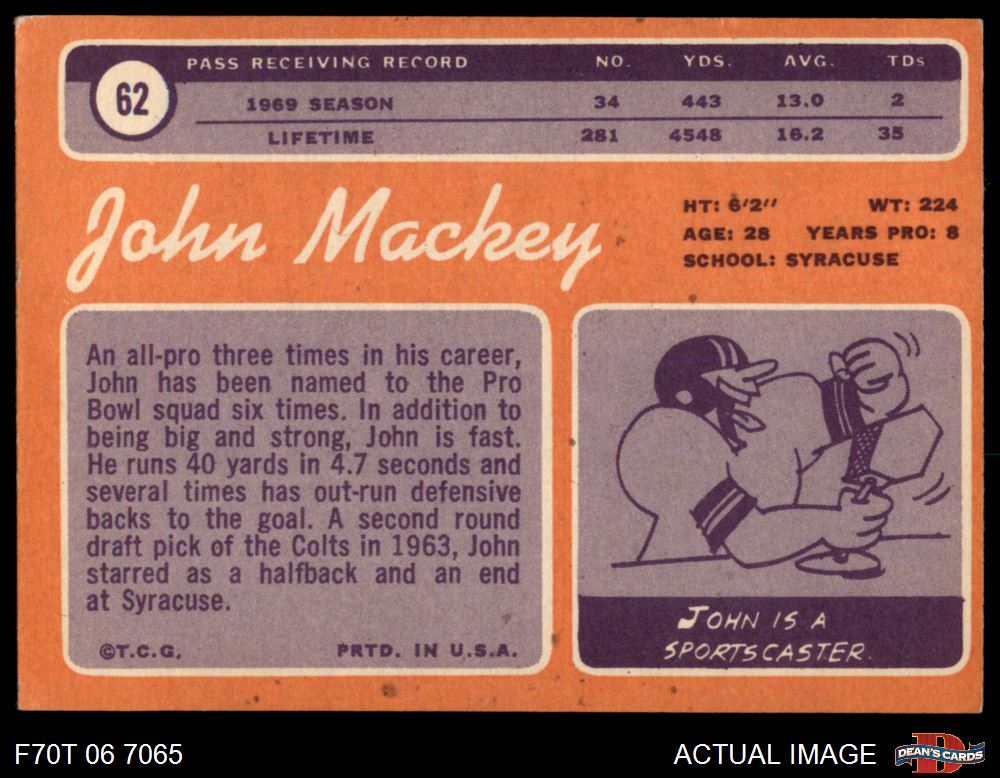 PASS RECEIVING RECORD NO. YDS. AVG. TDs
62
1969 SEASON 34 443 13.0 2
LIFETIME 281 4548 16.2 35
John Mackey
HT: 6'2'' WT: 224
AGE: 28 YEARS PRO: 8
SCHOOL: SYRACUSE
An all-pro three times in his career,
John has been named to the Pro
Bowl squad six times. In addition to
being big and strong, John is fast.
He runs 40 yards in 4.7 seconds and
several times has out-run defensive
backs to the goal. A second round
draft pick of the Colts in 1963, John
starred as a halfback and an end
at Syracuse.
©T.C.G. PRTD. IN U.S.A.
JOHN IS A
SPORTSCASTER.
F70T 06 7065 ACTUAL IMAGE
DEAN'S CARDS